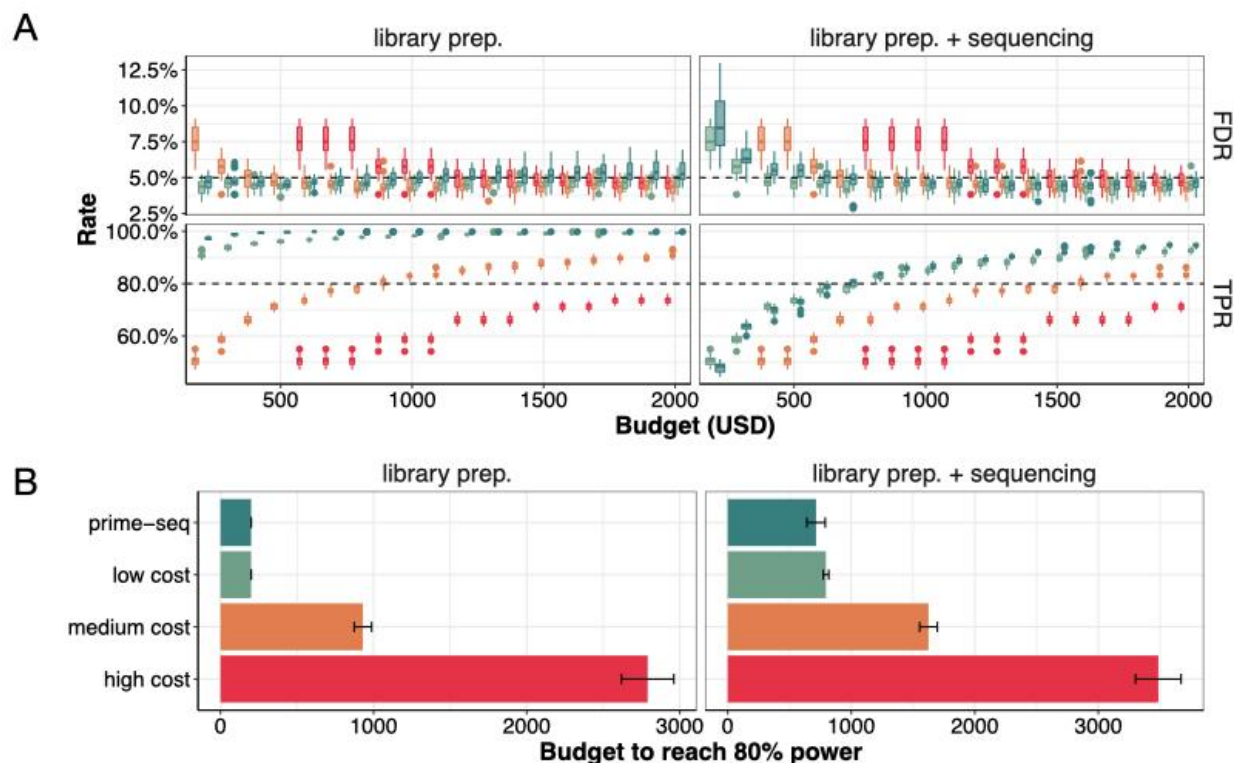 A
library prep.
library prep. + sequencing
12.5%
10.0%
7.5%
5.0%
2.5%
FDR
100.0%
80.0%
60.0%
TPR
Rate
500
1000
1500
2000
500
1000
1500
2000
Budget (USD)
B
library prep.
library prep. + sequencing
prime-seq
low cost
medium cost
high cost
0
1000
2000
3000
0
1000
2000
3000
Budget to reach 80% power